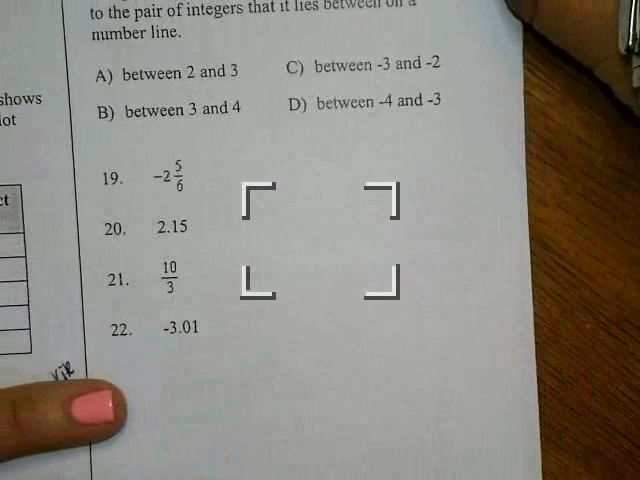 to the pair of integers that it lies between on a
number line.
A) between 2 and 3 C) between -3 and -2
B) between 3 and 4 D) between -4 and -3
shows
lot
ct
19. -2 5/6
20. 2.15
21. 10/3
22. -3.01